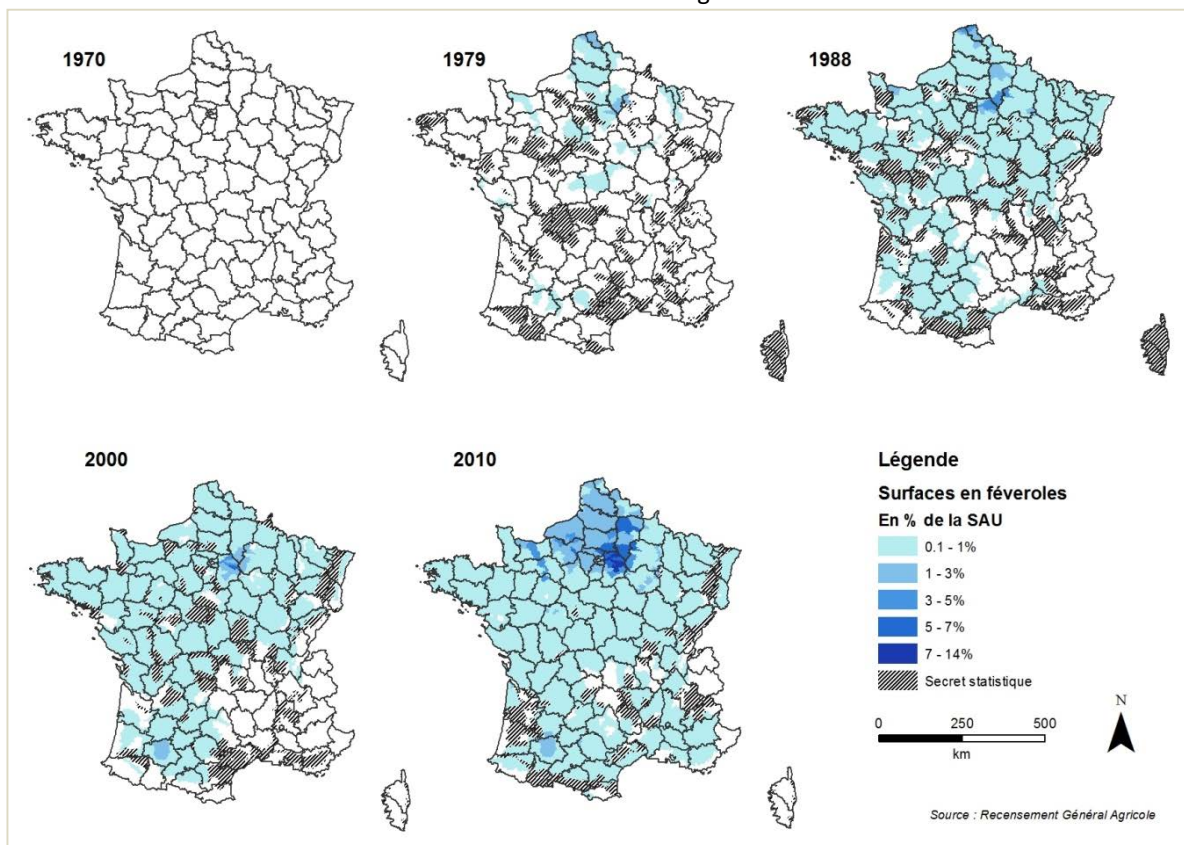 1970
1979
1988
2000
2010
Légende
Surfaces en féveroles
En % de la SAU
0.1 - 1%
1 - 3%
3 - 5%
5 - 7%
7 - 14%
Secret statistique
N
0 250 500
km
Source : Recensement Général Agricole